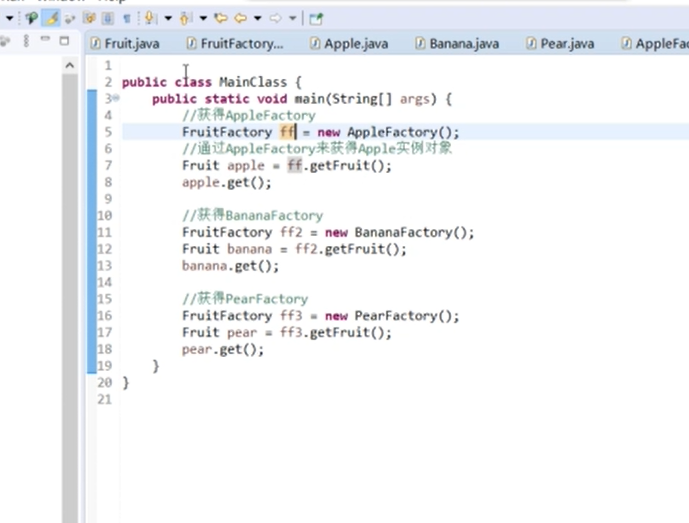 Window Help
Fruit.java FruitFactory... Apple.java Banana.java Pear.java AppleFac
1
2 public class MainClass {
3 public static void main(String[] args) {
4 //获得AppleFactory
5 FruitFactory ff = new AppleFactory();
6 //通过AppleFactory来获得Apple实例对象
7 Fruit apple = ff.getFruit();
8 apple.get();
9
10 //获得BananaFactory
11 FruitFactory ff2 = new BananaFactory();
12 Fruit banana = ff2.getFruit();
13 banana.get();
14
15 //获得PearFactory
16 FruitFactory ff3 = new PearFactory();
17 Fruit pear = ff3.getFruit();
18 pear.get();
19 }
20 }
21